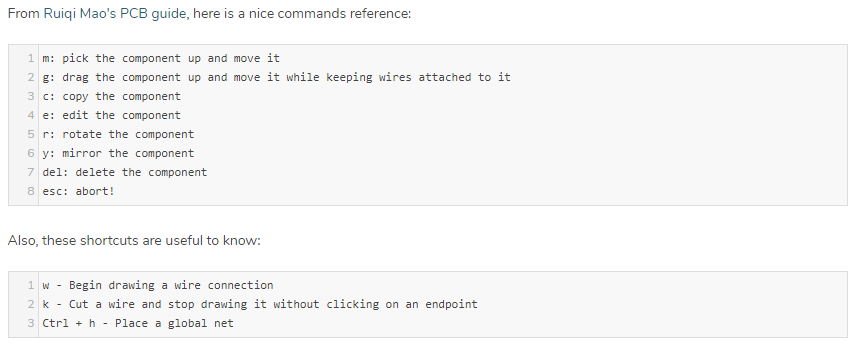 From Ruiqi Mao's PCB guide, here is a nice commands reference:
1 m: pick the component up and move it
2 g: drag the component up and move it while keeping wires attached to it
3 c: copy the component
4 e: edit the component
5 r: rotate the component
6 y: mirror the component
7 del: delete the component
8 esc: abort!
Also, these shortcuts are useful to know:
1 w - Begin drawing a wire connection
2 k - Cut a wire and stop drawing it without clicking on an endpoint
3 Ctrl + h - Place a global net